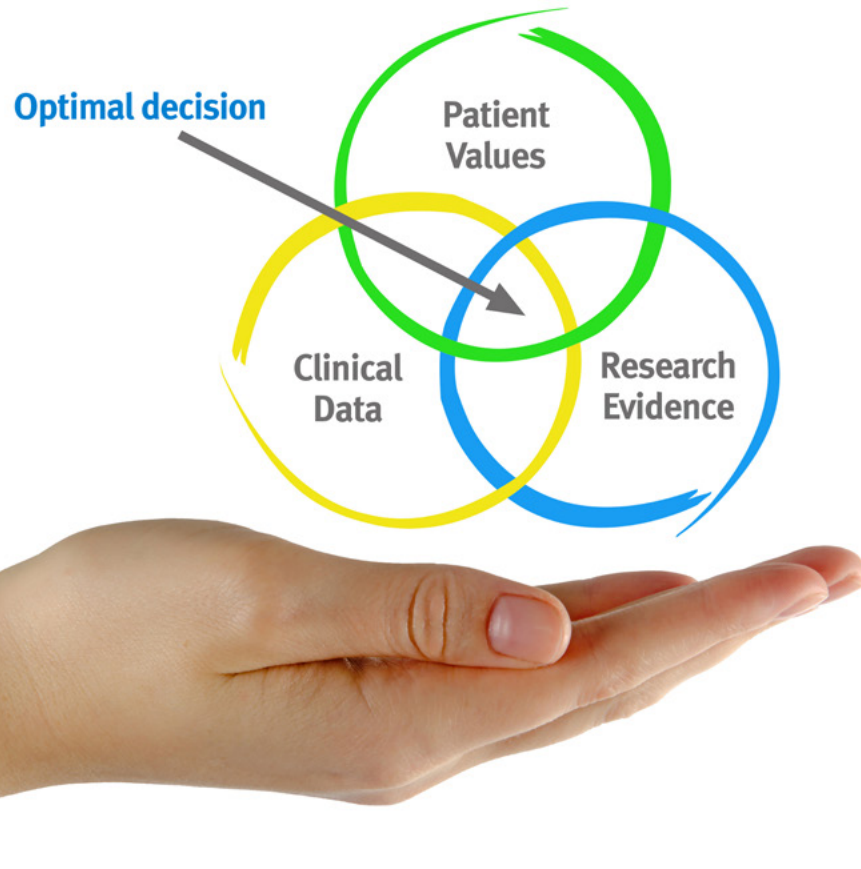 Optimal decision
Patient
Values
Clinical
Data
Research
Evidence